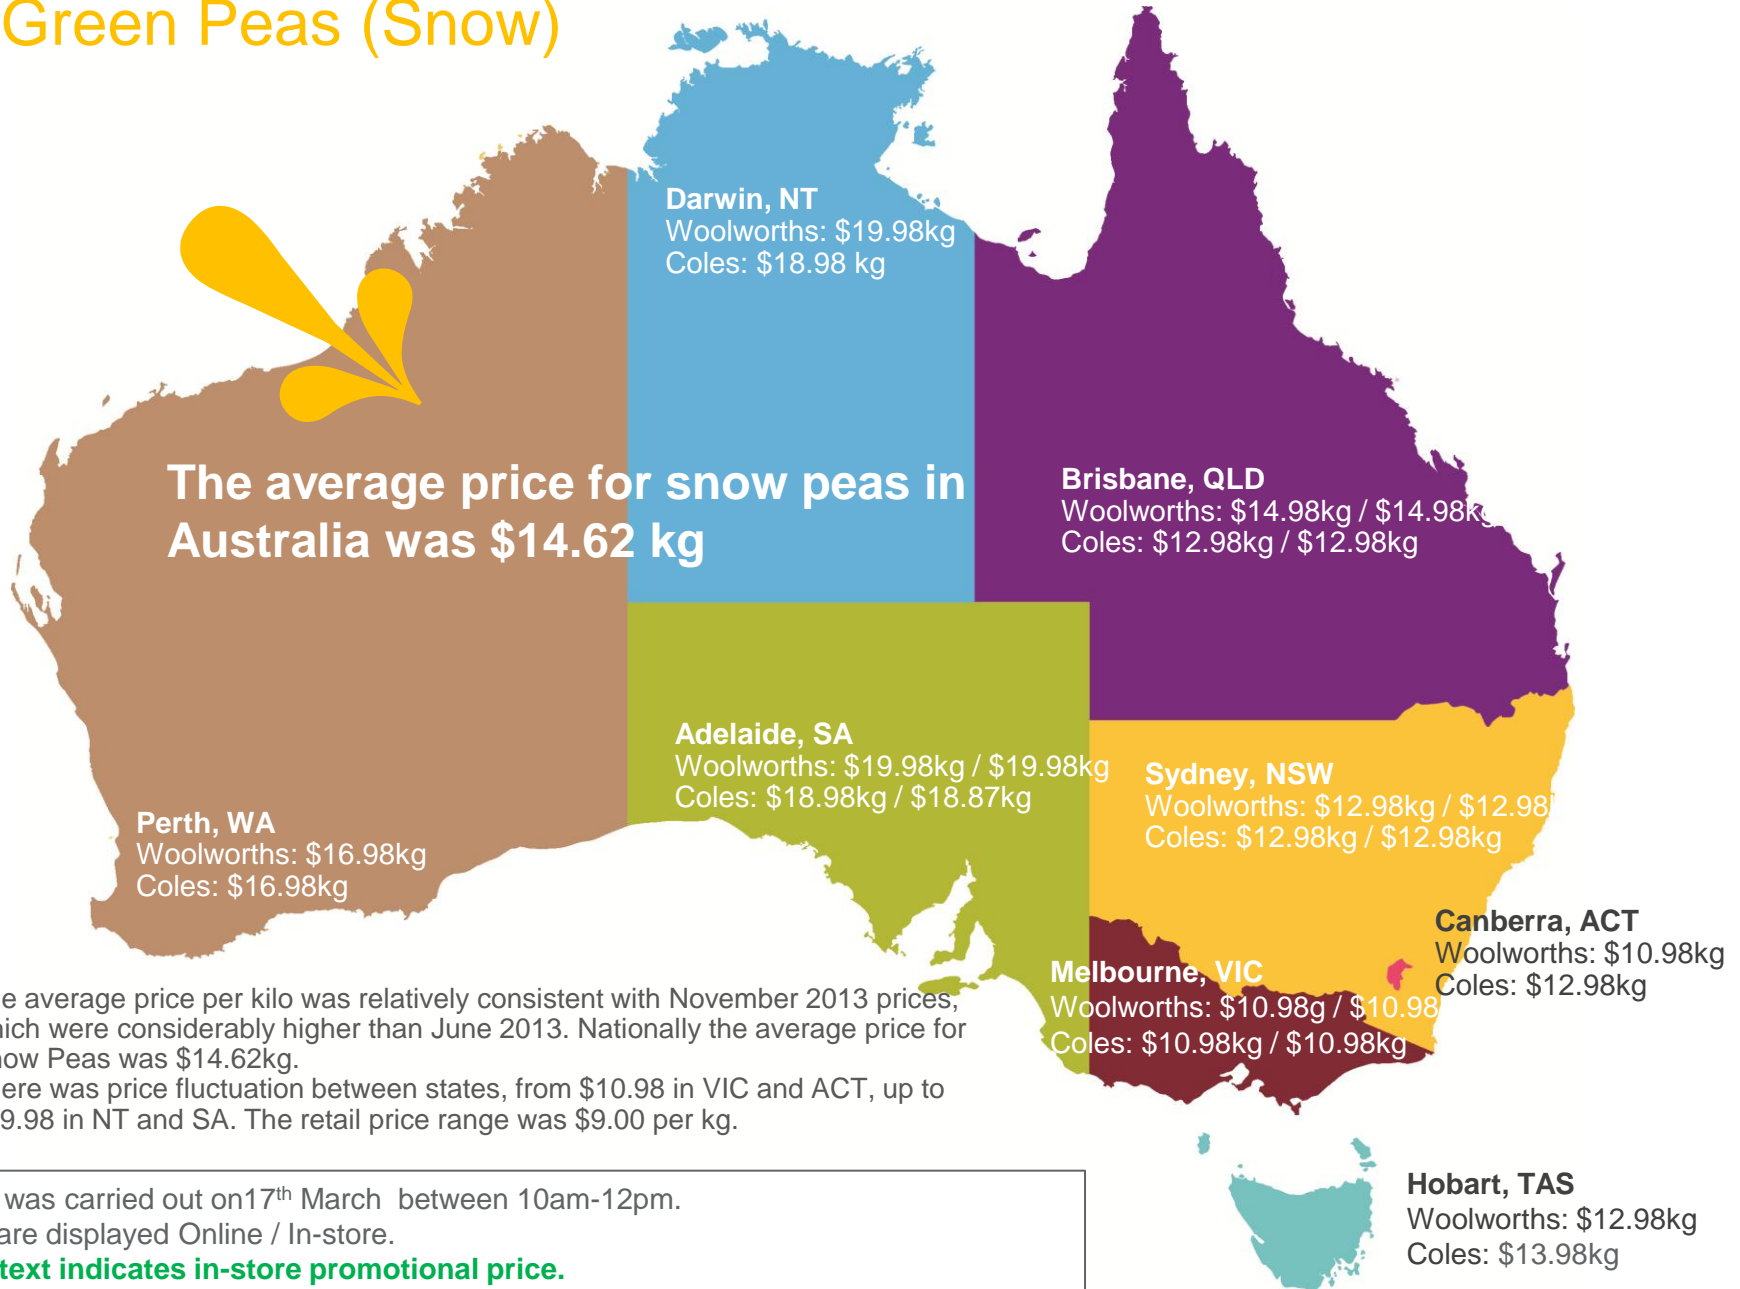 Green Peas (Snow)
Darwin, NT
Woolworths: $19.98kg
Coles: $18.98 kg
The average price for snow peas in
Australia was $14.62 kg
Brisbane, QLD
Woolworths: $14.98kg / $14.98kg
Coles: $12.98kg / $12.98kg
Adelaide, SA
Woolworths: $19.98kg / $19.98kg
Coles: $18.98kg / $18.87kg
Sydney, NSW
Woolworths: $12.98kg / $12.98
Coles: $12.98kg / $12.98kg
Perth, WA
Woolworths: $16.98kg
Coles: $16.98kg
Canberra, ACT
Woolworths: $10.98kg
Coles: $12.98kg
Melbourne, VIC
Woolworths: $10.98g / $10.98
Coles: $10.98kg / $10.98kg
e average price per kilo was relatively consistent with November 2013 prices,
ich were considerably higher than June 2013. Nationally the average price for
ow Peas was $14.62kg.
ere was price fluctuation between states, from $10.98 in VIC and ACT, up to
9.98 in NT and SA. The retail price range was $9.00 per kg.
was carried out on17th March between 10am-12pm.
are displayed Online / In-store.
text indicates in-store promotional price.
Hobart, TAS
Woolworths: $12.98kg
Coles: $13.98kg